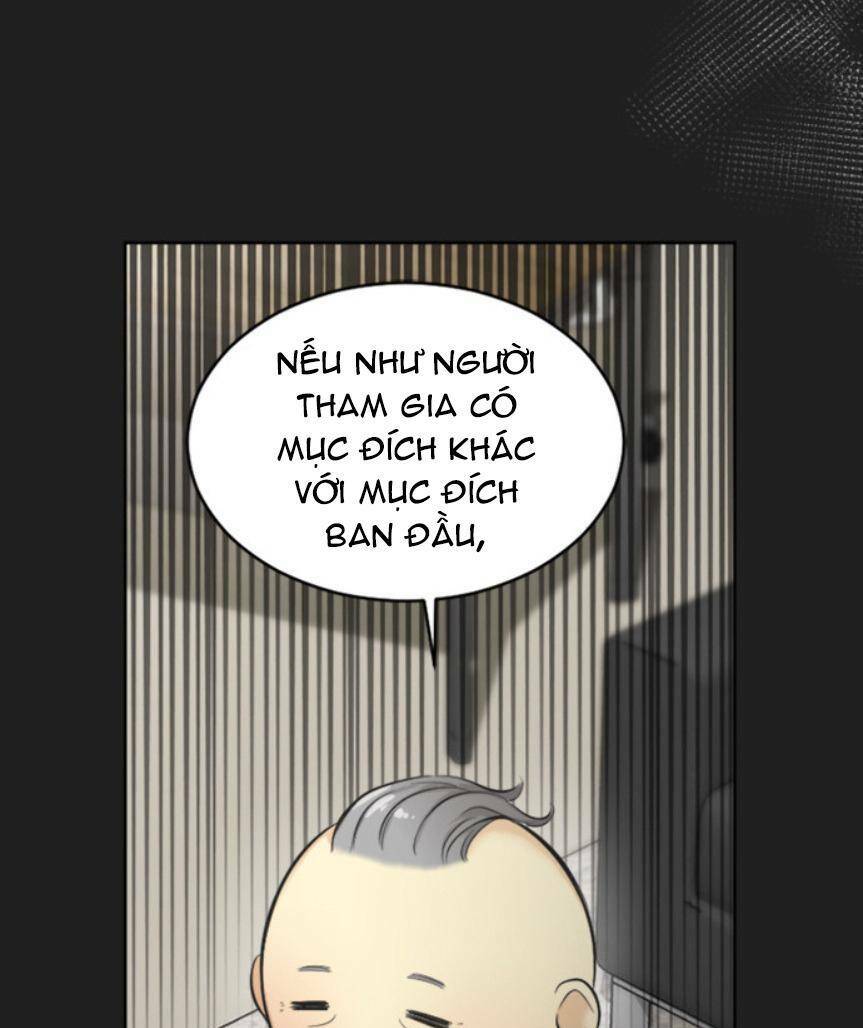 NẾU NHƯ NGƯỜI
THAM GIA CÓ
MỤC ĐÍCH KHÁC
VỚI MỤC ĐÍCH
BAN ĐẦU,